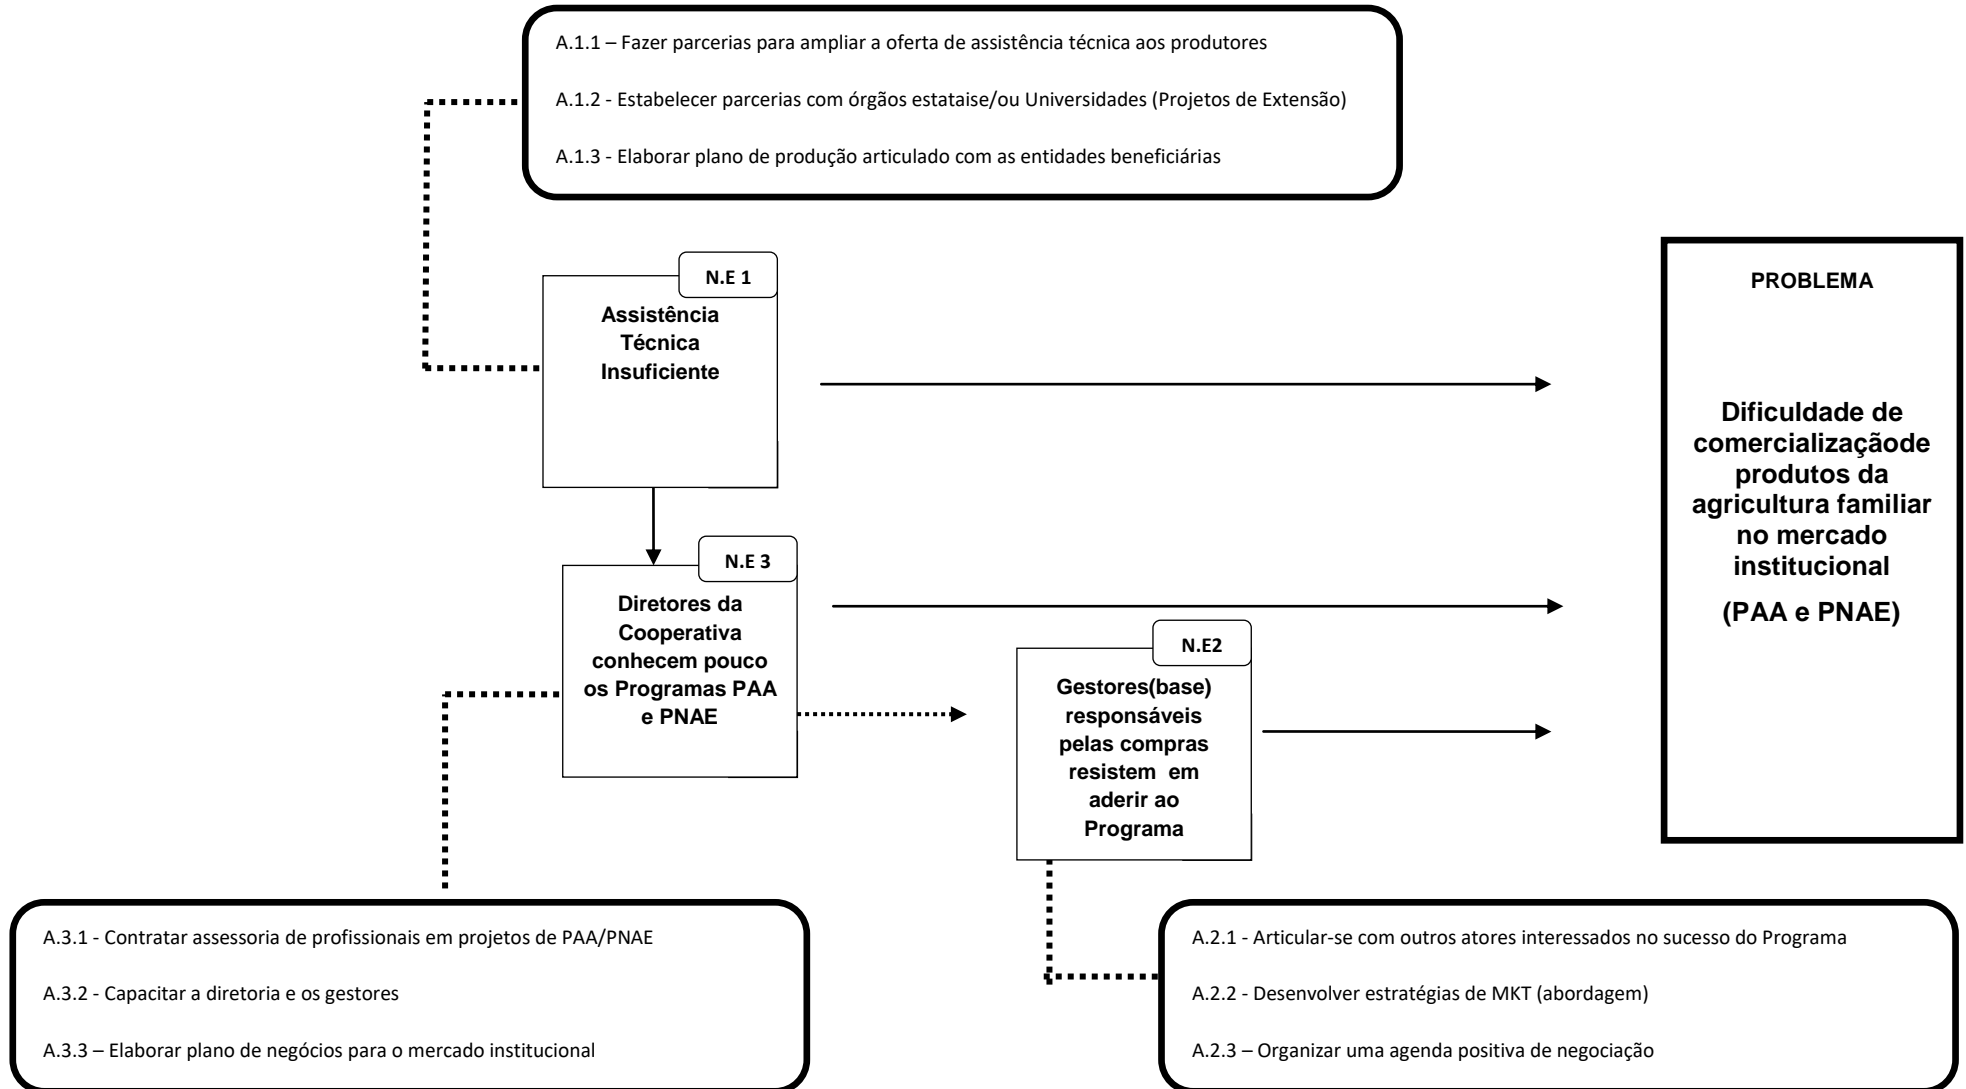 A.1.1 – Fazer parcerias para ampliar a oferta de assistência técnica aos produtores
A.1.2 - Estabelecer parcerias com órgãos estataise/ou Universidades (Projetos de Extensão)
A.1.3 - Elaborar plano de produção articulado com as entidades beneficiárias
N.E 1
Assistência
Técnica
Insuficiente
PROBLEMA
Dificuldade de
comercializaçãode
produtos da
agricultura familiar
no mercado
institucional
(PAA e PNAE)
N.E 3
Diretores da
Cooperativa
conhecem pouco
os Programas PAA
e PNAE
N.E2
Gestores(base)
responsáveis
pelas compras
resistem em
aderir ao
Programa
A.3.1 - Contratar assessoria de profissionais em projetos de PAA/PNAE
A.3.2 - Capacitar a diretoria e os gestores
A.3.3 – Elaborar plano de negócios para o mercado institucional
A.2.1 - Articular-se com outros atores interessados no sucesso do Programa
A.2.2 - Desenvolver estratégias de MKT (abordagem)
A.2.3 – Organizar uma agenda positiva de negociação